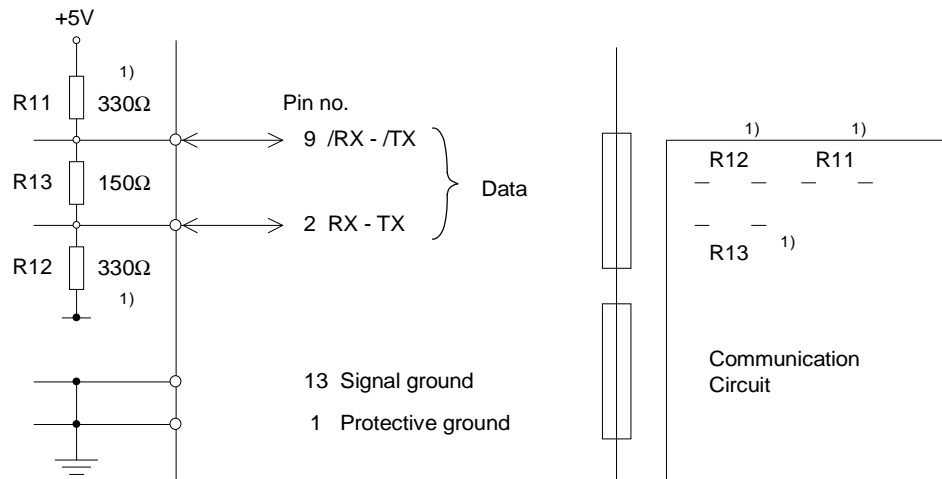 +5V
1)
R11 330Ω
Pin no.
9 /RX - /TX
R13 150Ω
Data
2 RX - TX
R12 330Ω
1)
13 Signal ground
1 Protective ground
1) 1)
R12 R11
R13 1)
Communication
Circuit